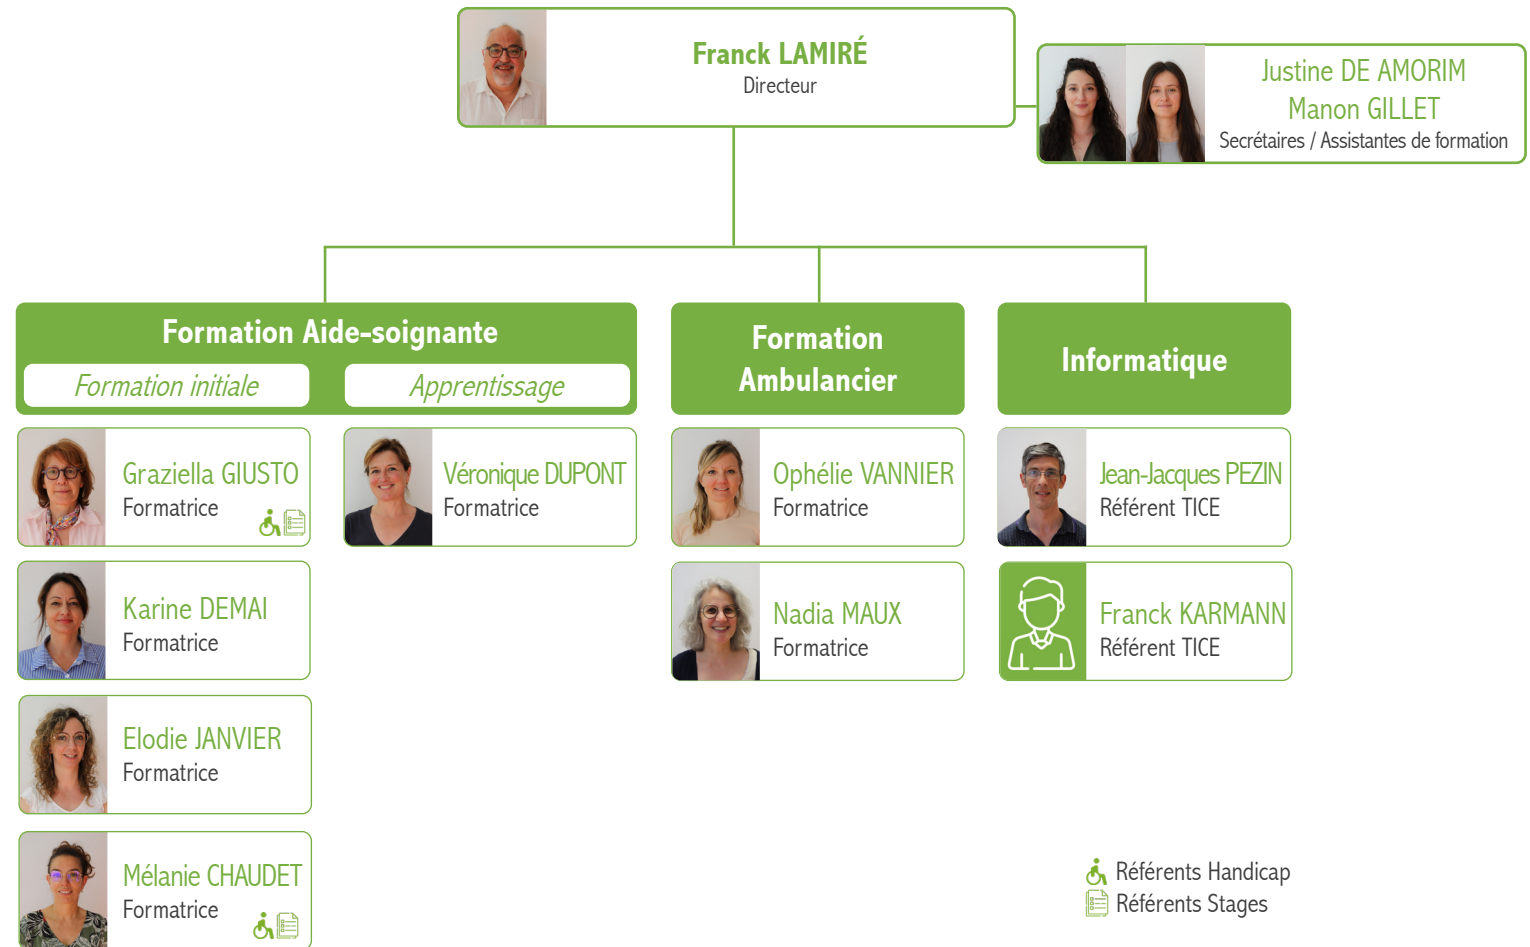 Franck LAMIRÉ
Directeur
Justine DE AMORIM
Manon GILLET
Secrétaires / Assistantes de formation
Formation Aide-soignante
Formation initiale
Apprentissage
Formation
Ambulancier
Informatique
Graziella GIUSTO
Formatrice
Véronique DUPONT
Formatrice
Ophélie VANNIER
Formatrice
Jean-Jacques PEZIN
Référent TICE
Karine DEMAI
Formatrice
Nadia MAUX
Formatrice
Franck KARMANN
Référent TICE
Elodie JANVIER
Formatrice
Mélanie CHAUDET
Formatrice
Référents Handicap
Référents Stages